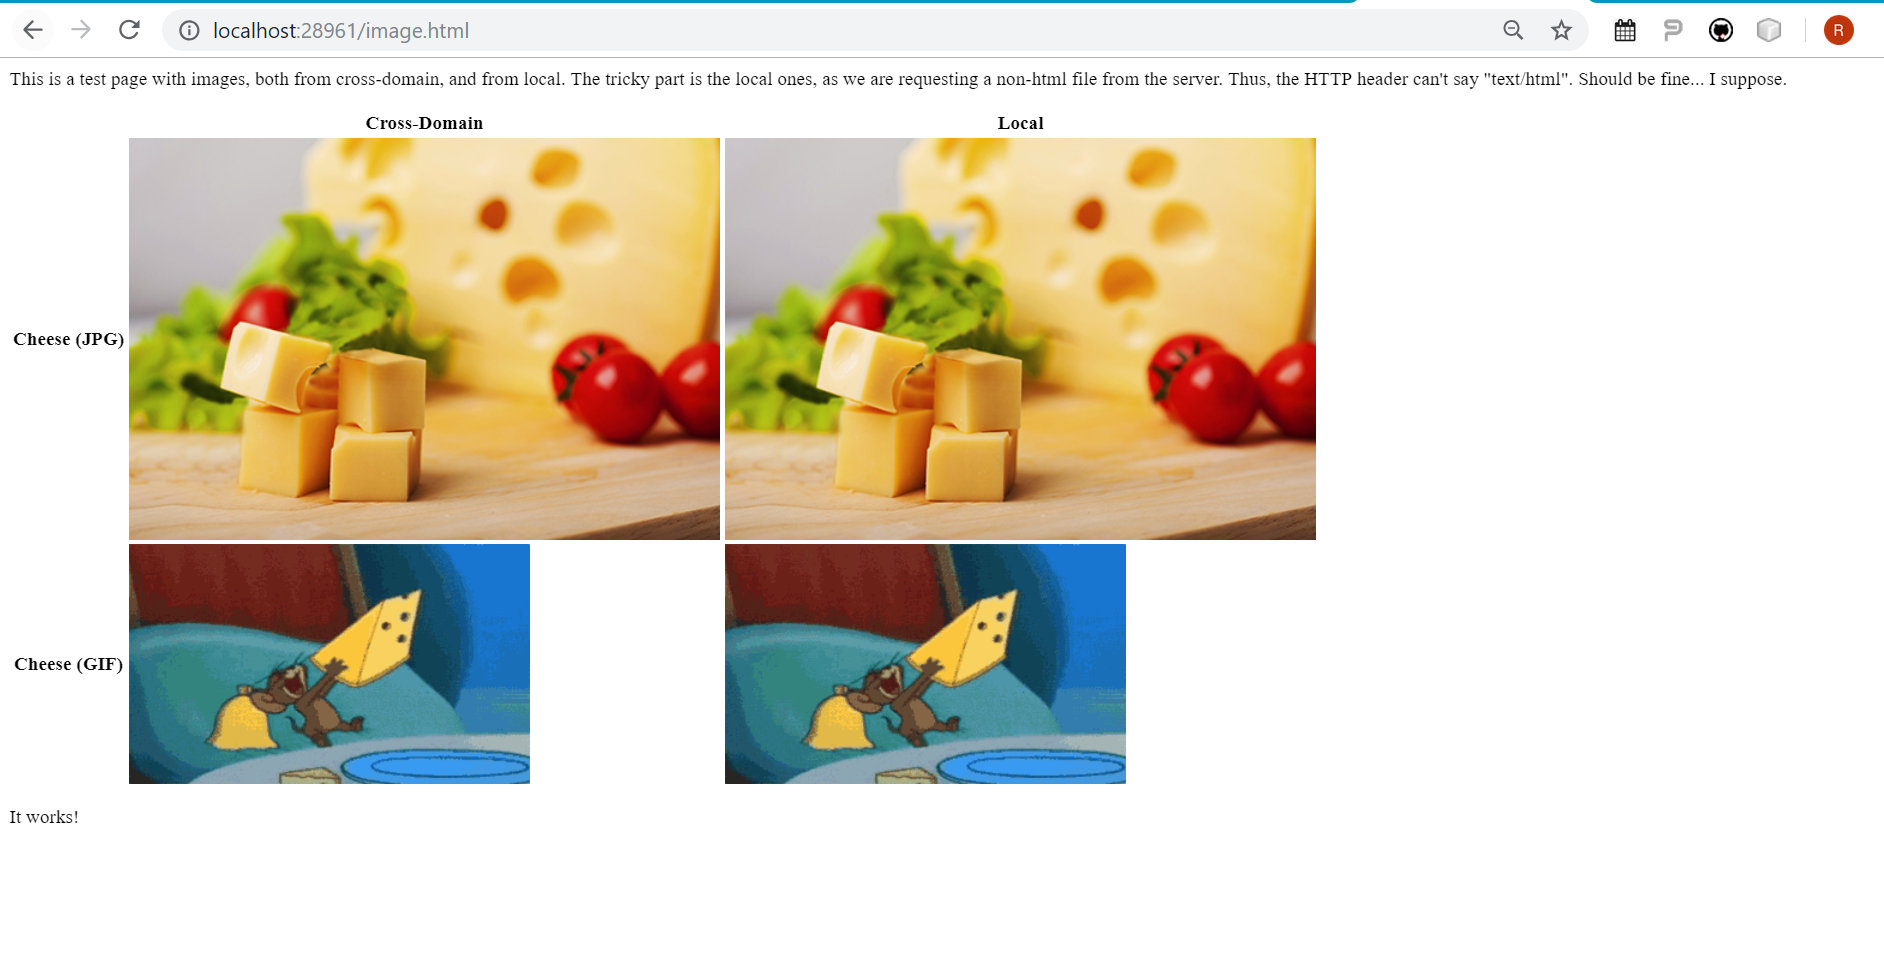 localhost:28961/image.html
R
This is a test page with images, both from cross-domain, and from local. The tricky part is the local ones, as we are requesting a non-html file from the server. Thus, the HTTP header can't say "text/html". Should be fine... I suppose.
Cross-Domain Local
Cheese (JPG)
Cheese (GIF)
It works!